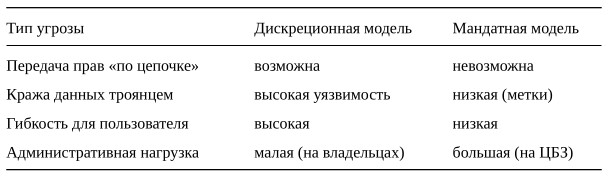 Тип угрозы Дискреционная модель Мандатная модель
Передача прав «по цепочке» возможна невозможна
Кража данных троянцем высокая уязвимость низкая (метки)
Гибкость для пользователя высокая низкая
Административная нагрузка малая (на владельцах) большая (на ЦБЗ)